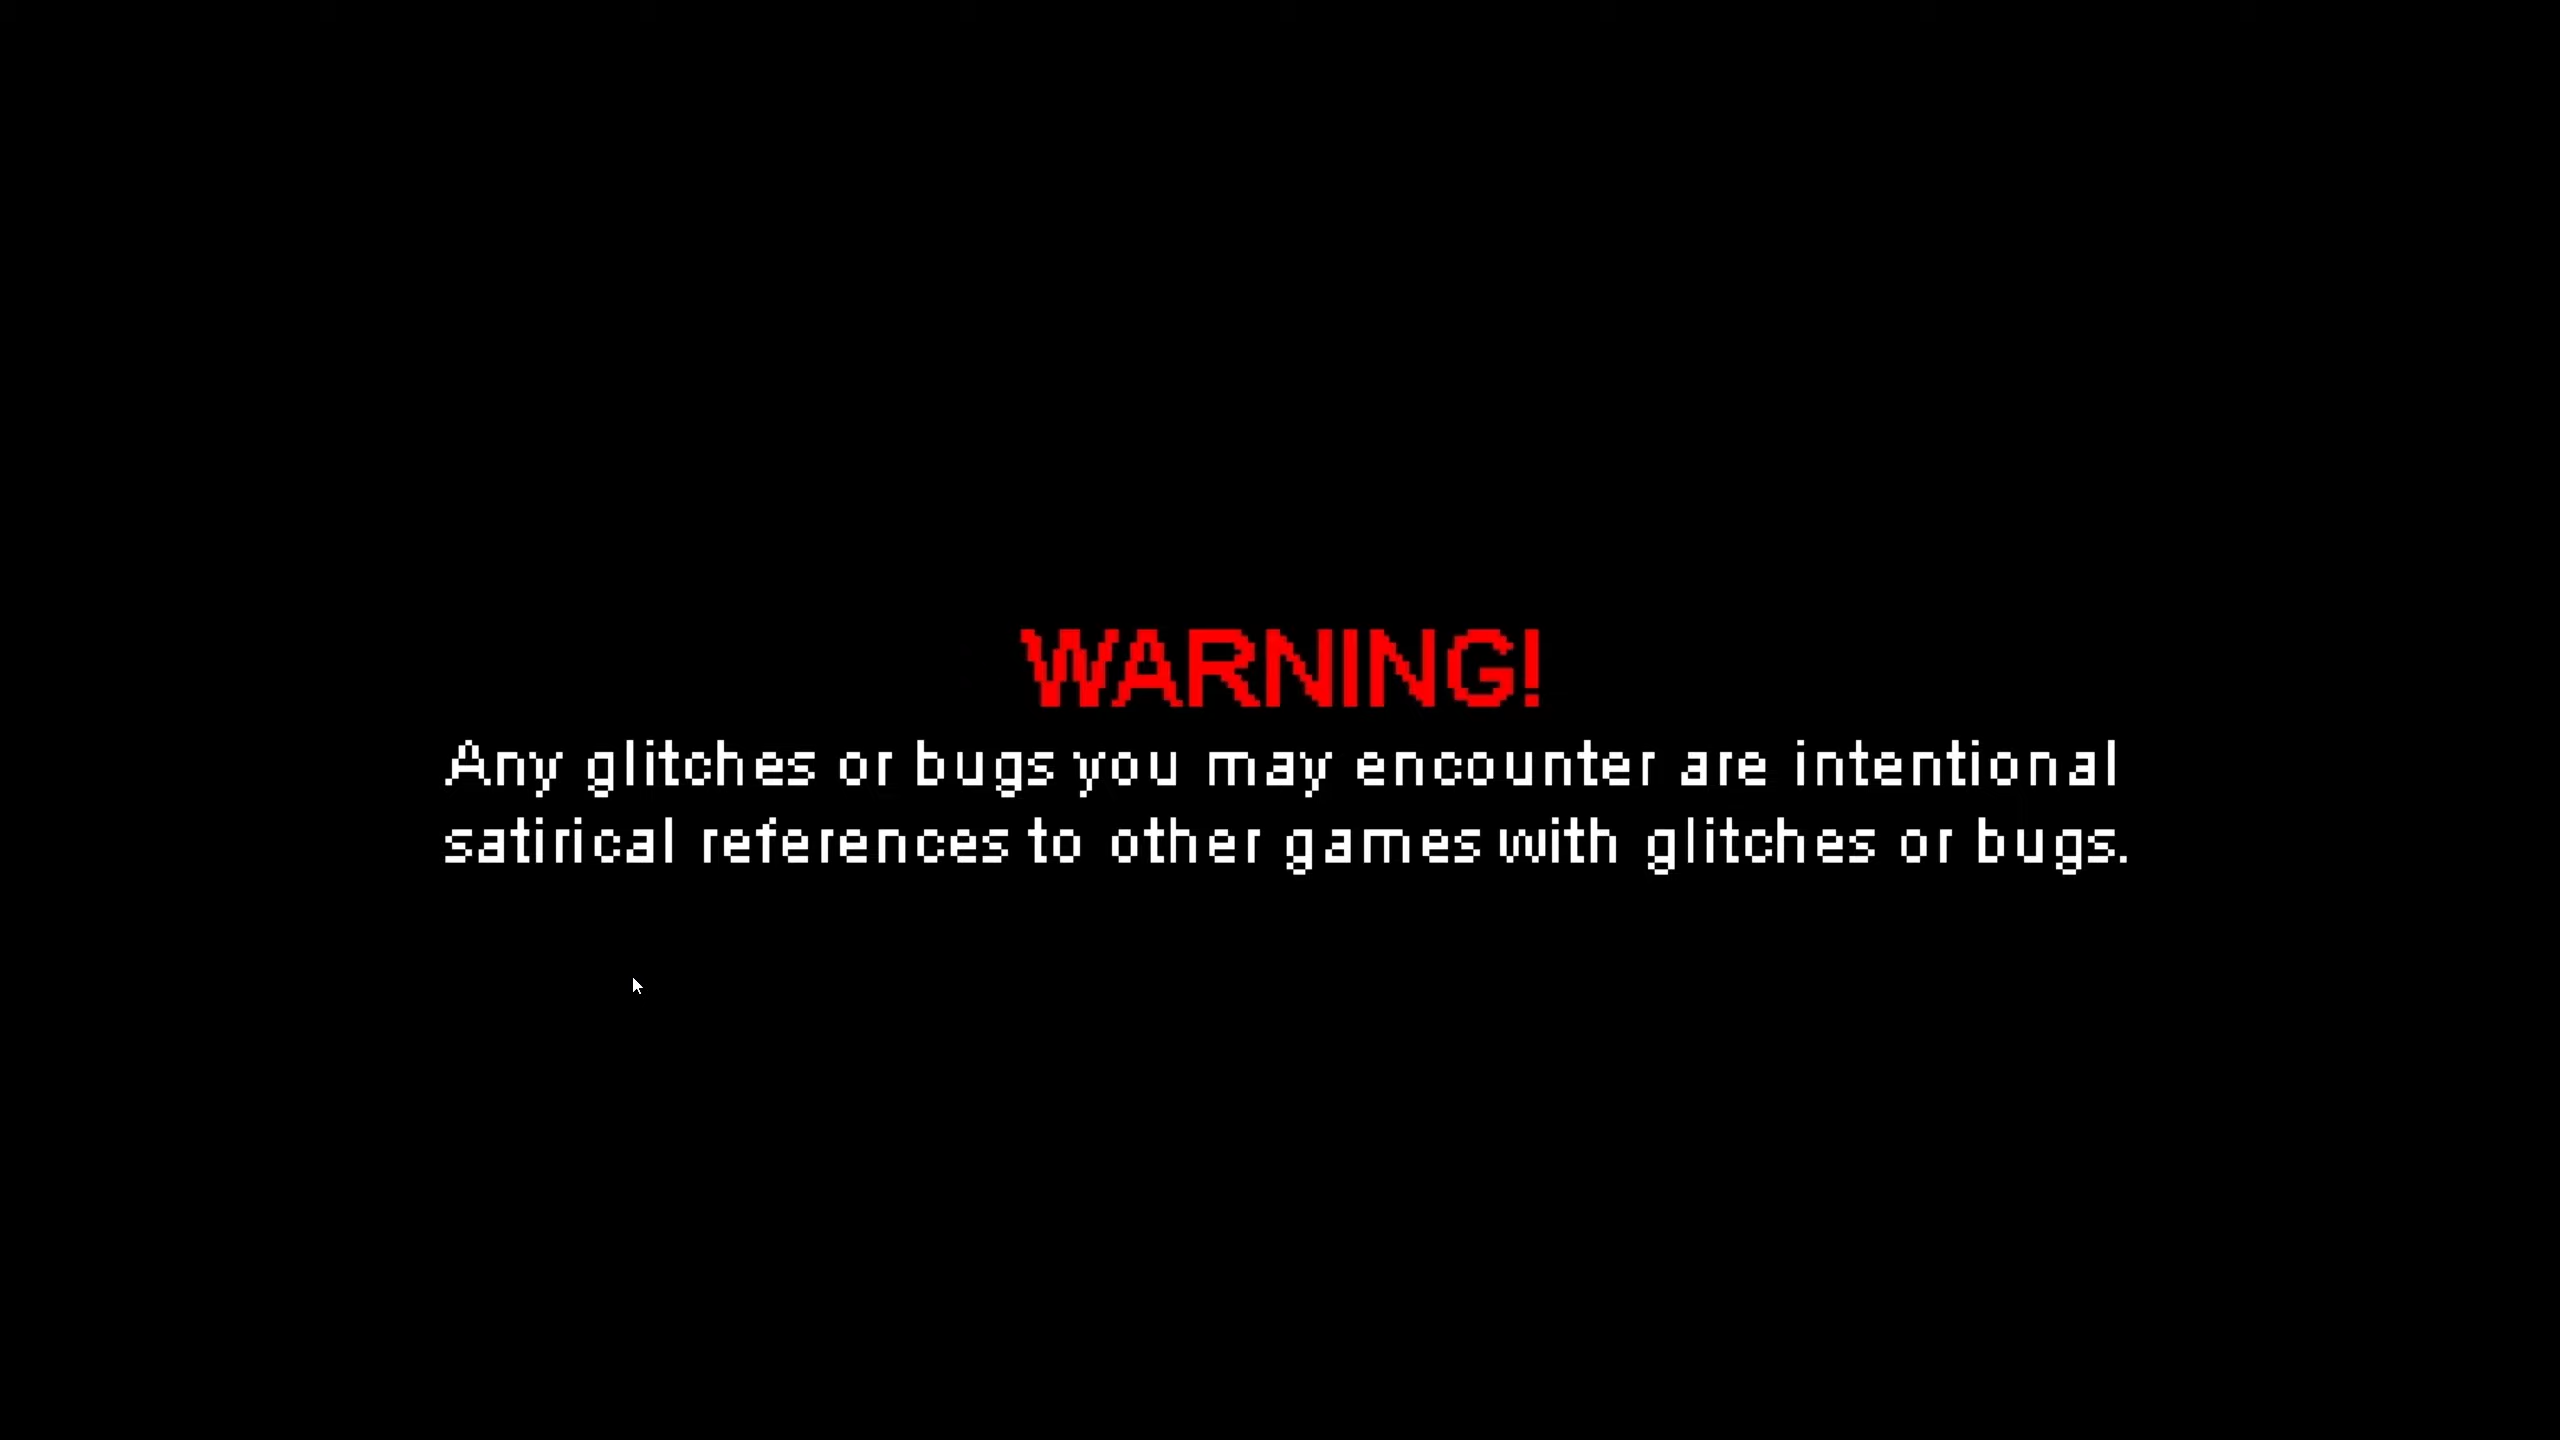 WARNING!
Any glitches or bugs you may encounter are intentional
satirical references to other games with glitches or bugs.